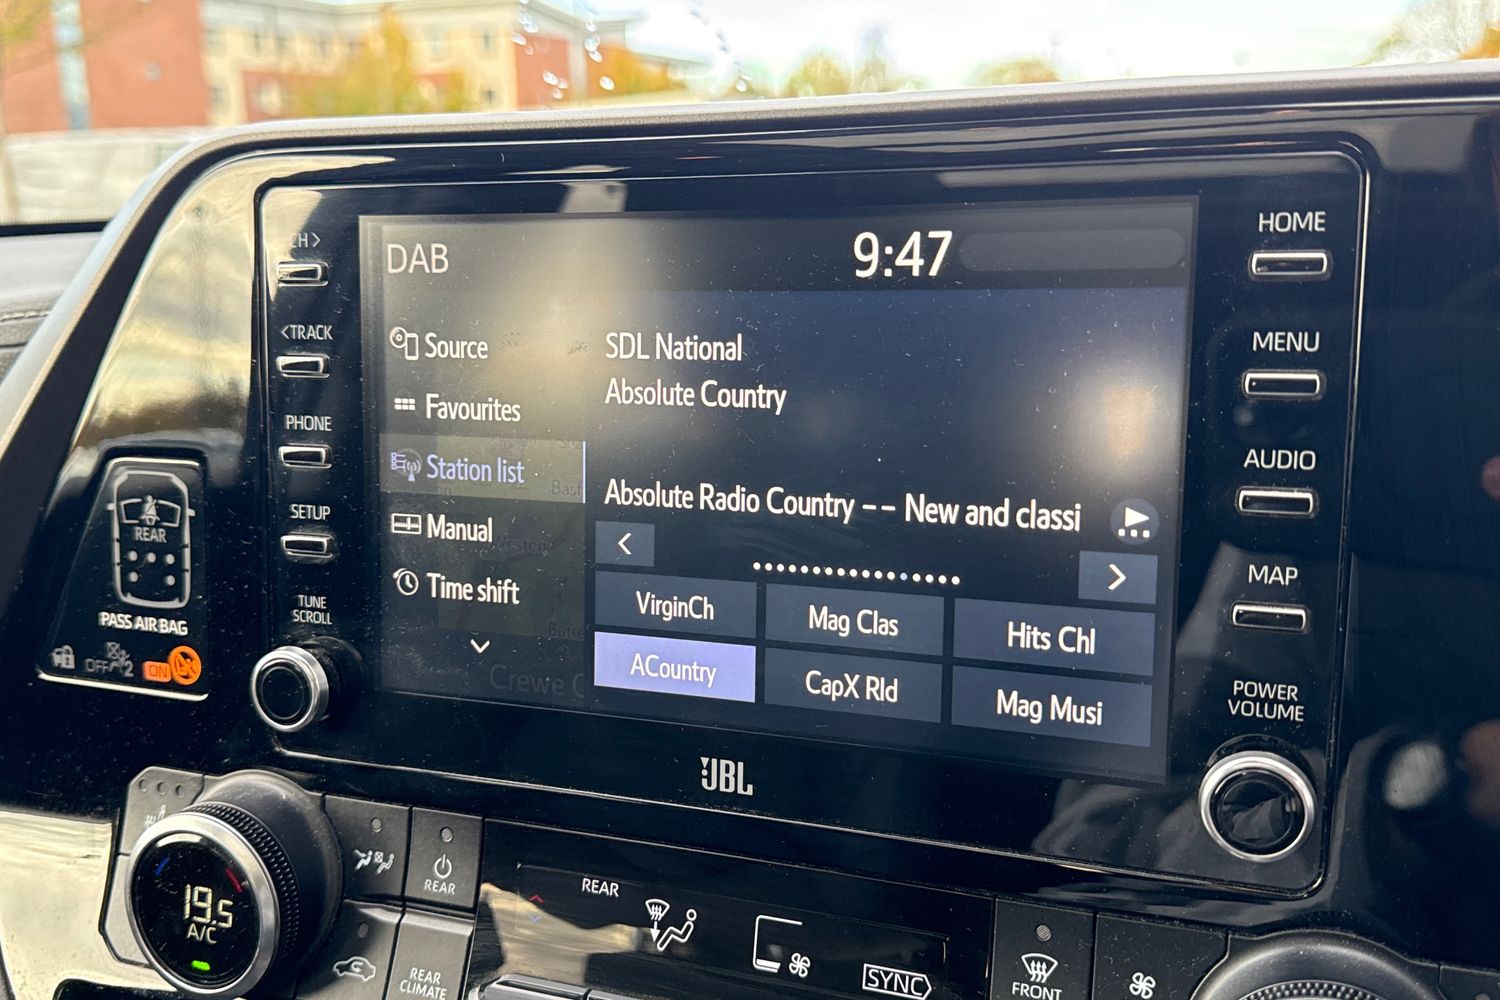 CH >
< TRACK
PHONE
SETUP
TUNE
SCROLL
REAR
PASS AIR BAG
OFF
2
ON
DAB
9:47
Source
Favourites
Station list
Manual
Time shift
Crewe C
SDL National
Absolute Country
Absolute Radio Country -- New and classi
<
>
VirginCh
Mag Clas
Hits Chl
ACountry
CapX Rld
Mag Musi
JBL
HOME
MENU
AUDIO
MAP
POWER
VOLUME
19.5
A/C
REAR
REAR
CLIMATE
REAR
SYNC
FRONT